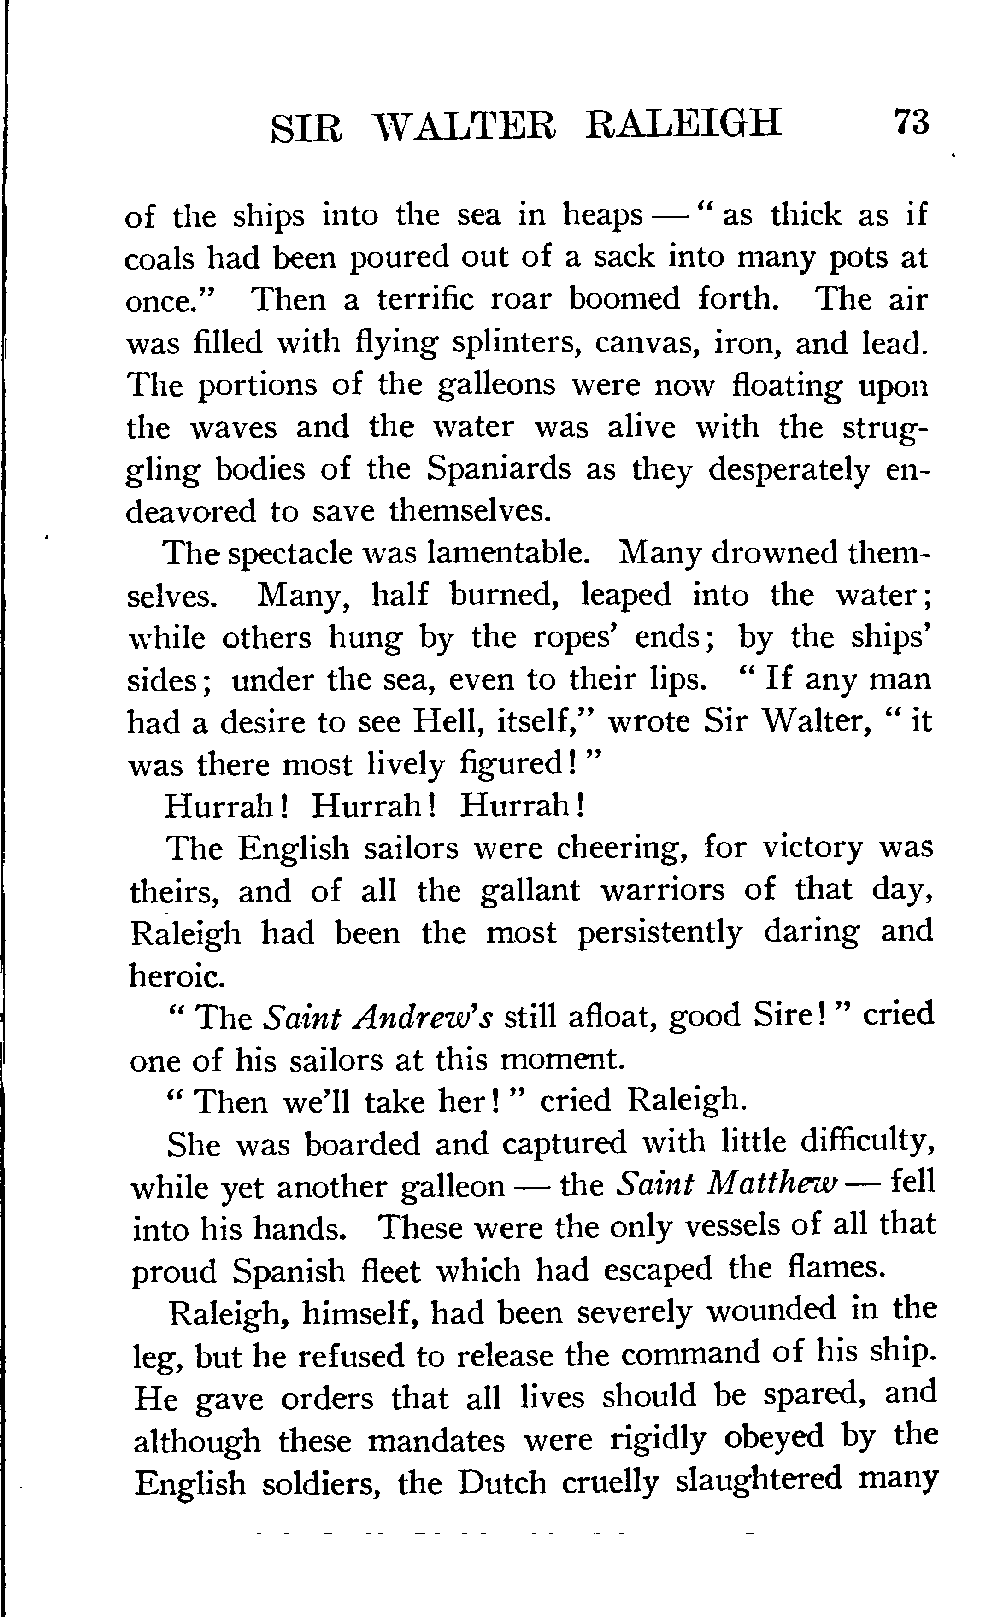 SIR WALTER RALEIGH 73
of the ships into the sea in heaps — “ as thick as if
coals had been poured out of a sack into many pots at
once.” Then a terrific roar boomed forth. The air
was filled with flying splinters, canvas, iron, and lead.
The portions of the galleons were now floating upon
the waves and the water was alive with the strug-
gling bodies of the Spaniards as they desperately en-
deavored to save themselves.
The spectacle was lamentable. Many drowned them-
selves. Many, half burned, leaped into the water;
while others hung by the ropes’ ends; by the ships’
sides; under the sea, even to their lips. “ If any man
had a desire to see Hell, itself,” wrote Sir Walter, “ it
was there most lively figured! ”
Hurrah! Hurrah! Hurrah!
The English sailors were cheering, for victory was
theirs, and of all the gallant warriors of that day,
Raleigh had been the most persistently daring and
heroic.
“ The Saint Andrew’s still afloat, good Sire! ” cried
one of his sailors at this moment.
“ Then we’ll take her! ” cried Raleigh.
She was boarded and captured with little difficulty,
while yet another galleon — the Saint Matthew — fell
into his hands. These were the only vessels of all that
proud Spanish fleet which had escaped the flames.
Raleigh, himself, had been severely wounded in the
leg, but he refused to release the command of his ship.
He gave orders that all lives should be spared, and
although these mandates were rigidly obeyed by the
English soldiers, the Dutch cruelly slaughtered many